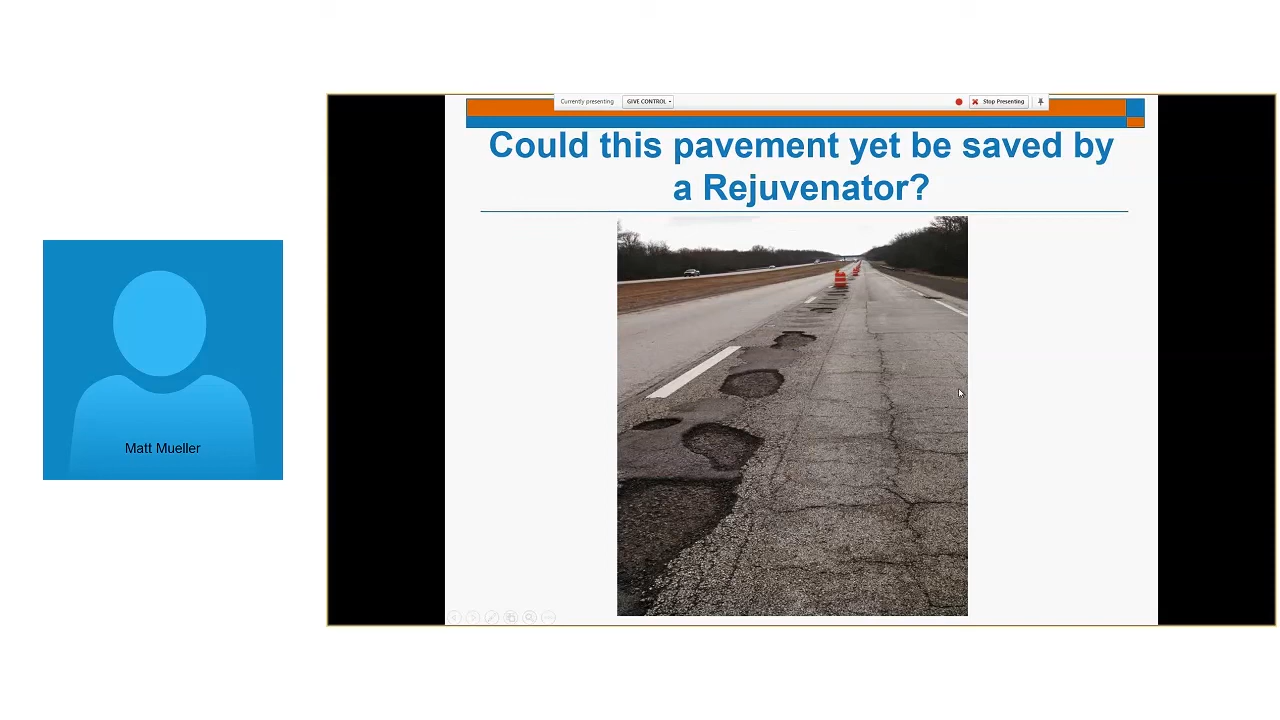 Currently presenting GIVE CONTROL Stop Presenting
Could this pavement yet be saved by
a Rejuvenator?
Matt Mueller